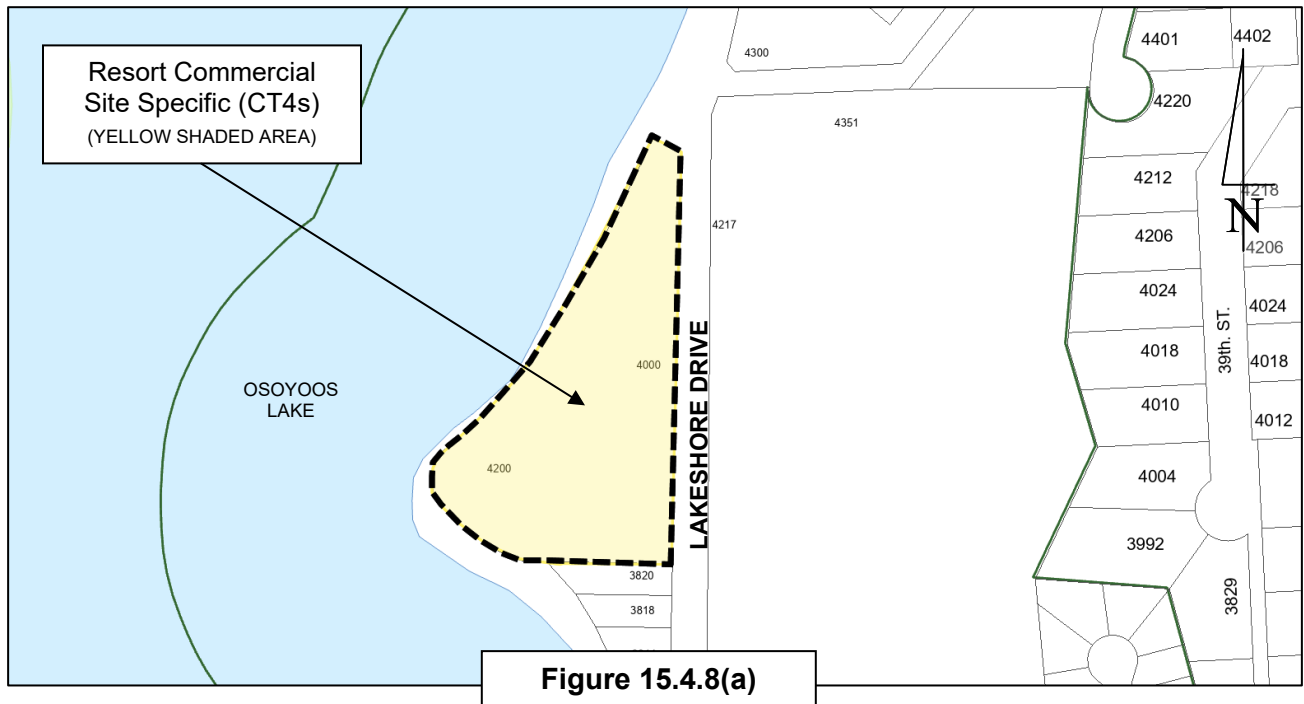 Resort Commercial
Site Specific (CT4s)
(YELLOW SHADED AREA)
4300
4351
4401
4402
4220
4212
4218
N
4217
4206
4206
4024
4024
LAKESHORE DRIVE
39th. ST.
4018
4018
4000
OSOYOOS
LAKE
4010
4012
4200
4004
3992
3820
3818
3829
Figure 15.4.8(a)